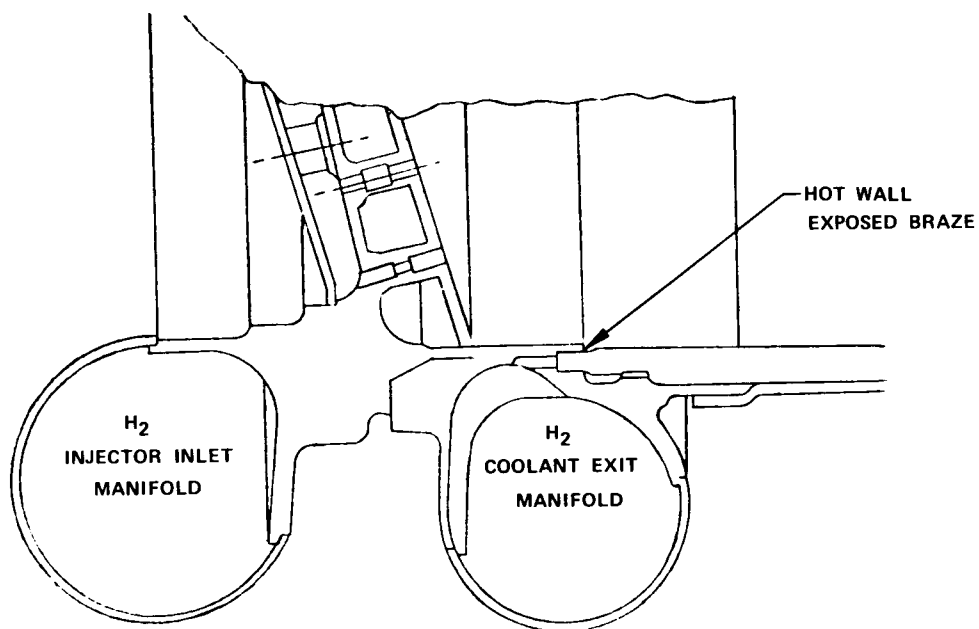 HOT WALL
EXPOSED BRAZE
H₂
INJECTOR INLET
MANIFOLD
H₂
COOLANT EXIT
MANIFOLD